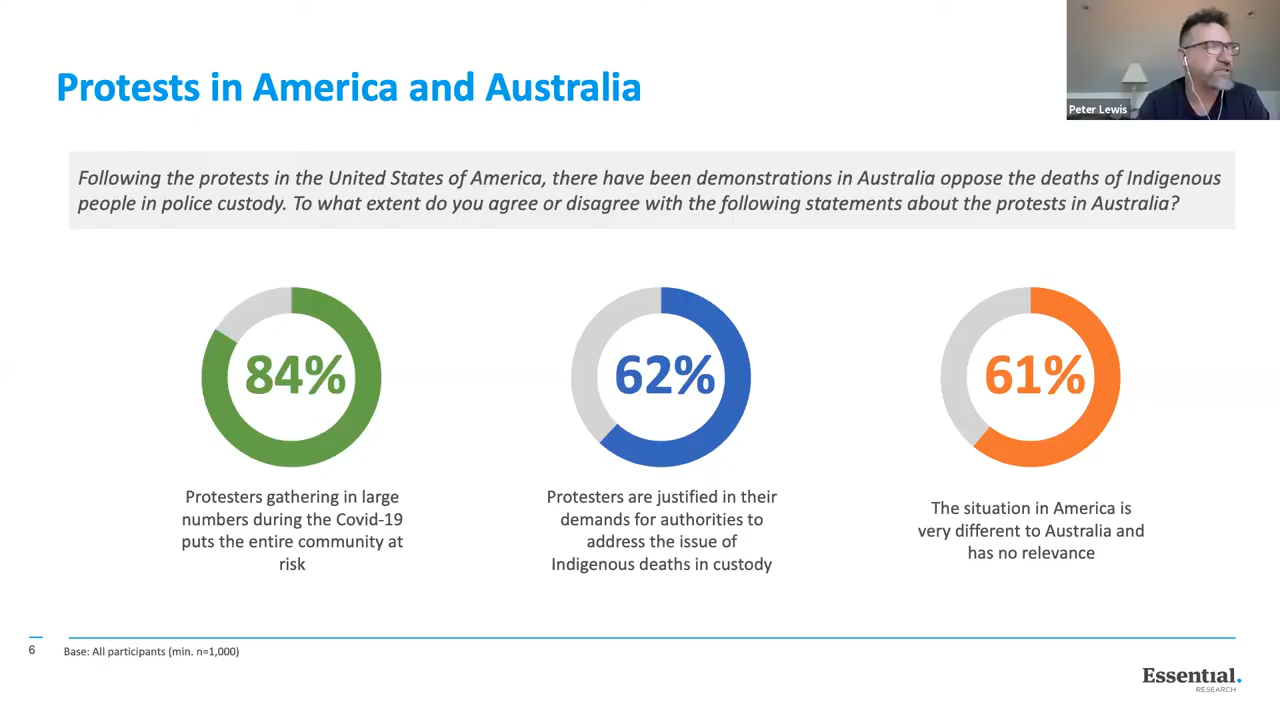 Protests in America and Australia
Peter Lewis
Following the protests in the United States of America, there have been demonstrations in Australia oppose the deaths of Indigenous
people in police custody. To what extent do you agree or disagree with the following statements about the protests in Australia?
84%
Protesters gathering in large
numbers during the Covid-19
puts the entire community at
risk
62%
Protesters are justified in their
demands for authorities to
address the issue of
Indigenous deaths in custody
61%
The situation in America is
very different to Australia and
has no relevance
6
Base: All participants (min. n=1,000)
Essential.
RESEARCH